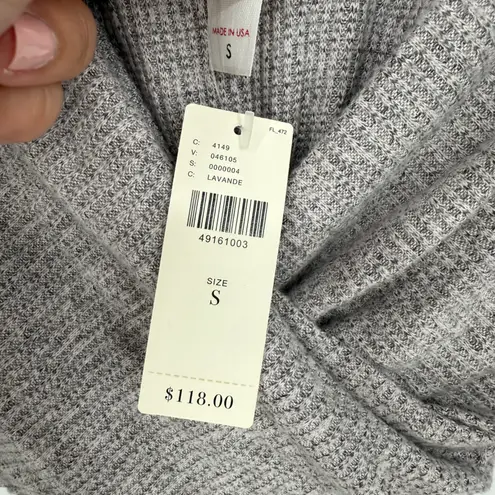 MADE IN USA
S
FL_472
C: 4149
V: 046105
S: 0000004
C: LAVANDE
49161003
SIZE
S
$118.00